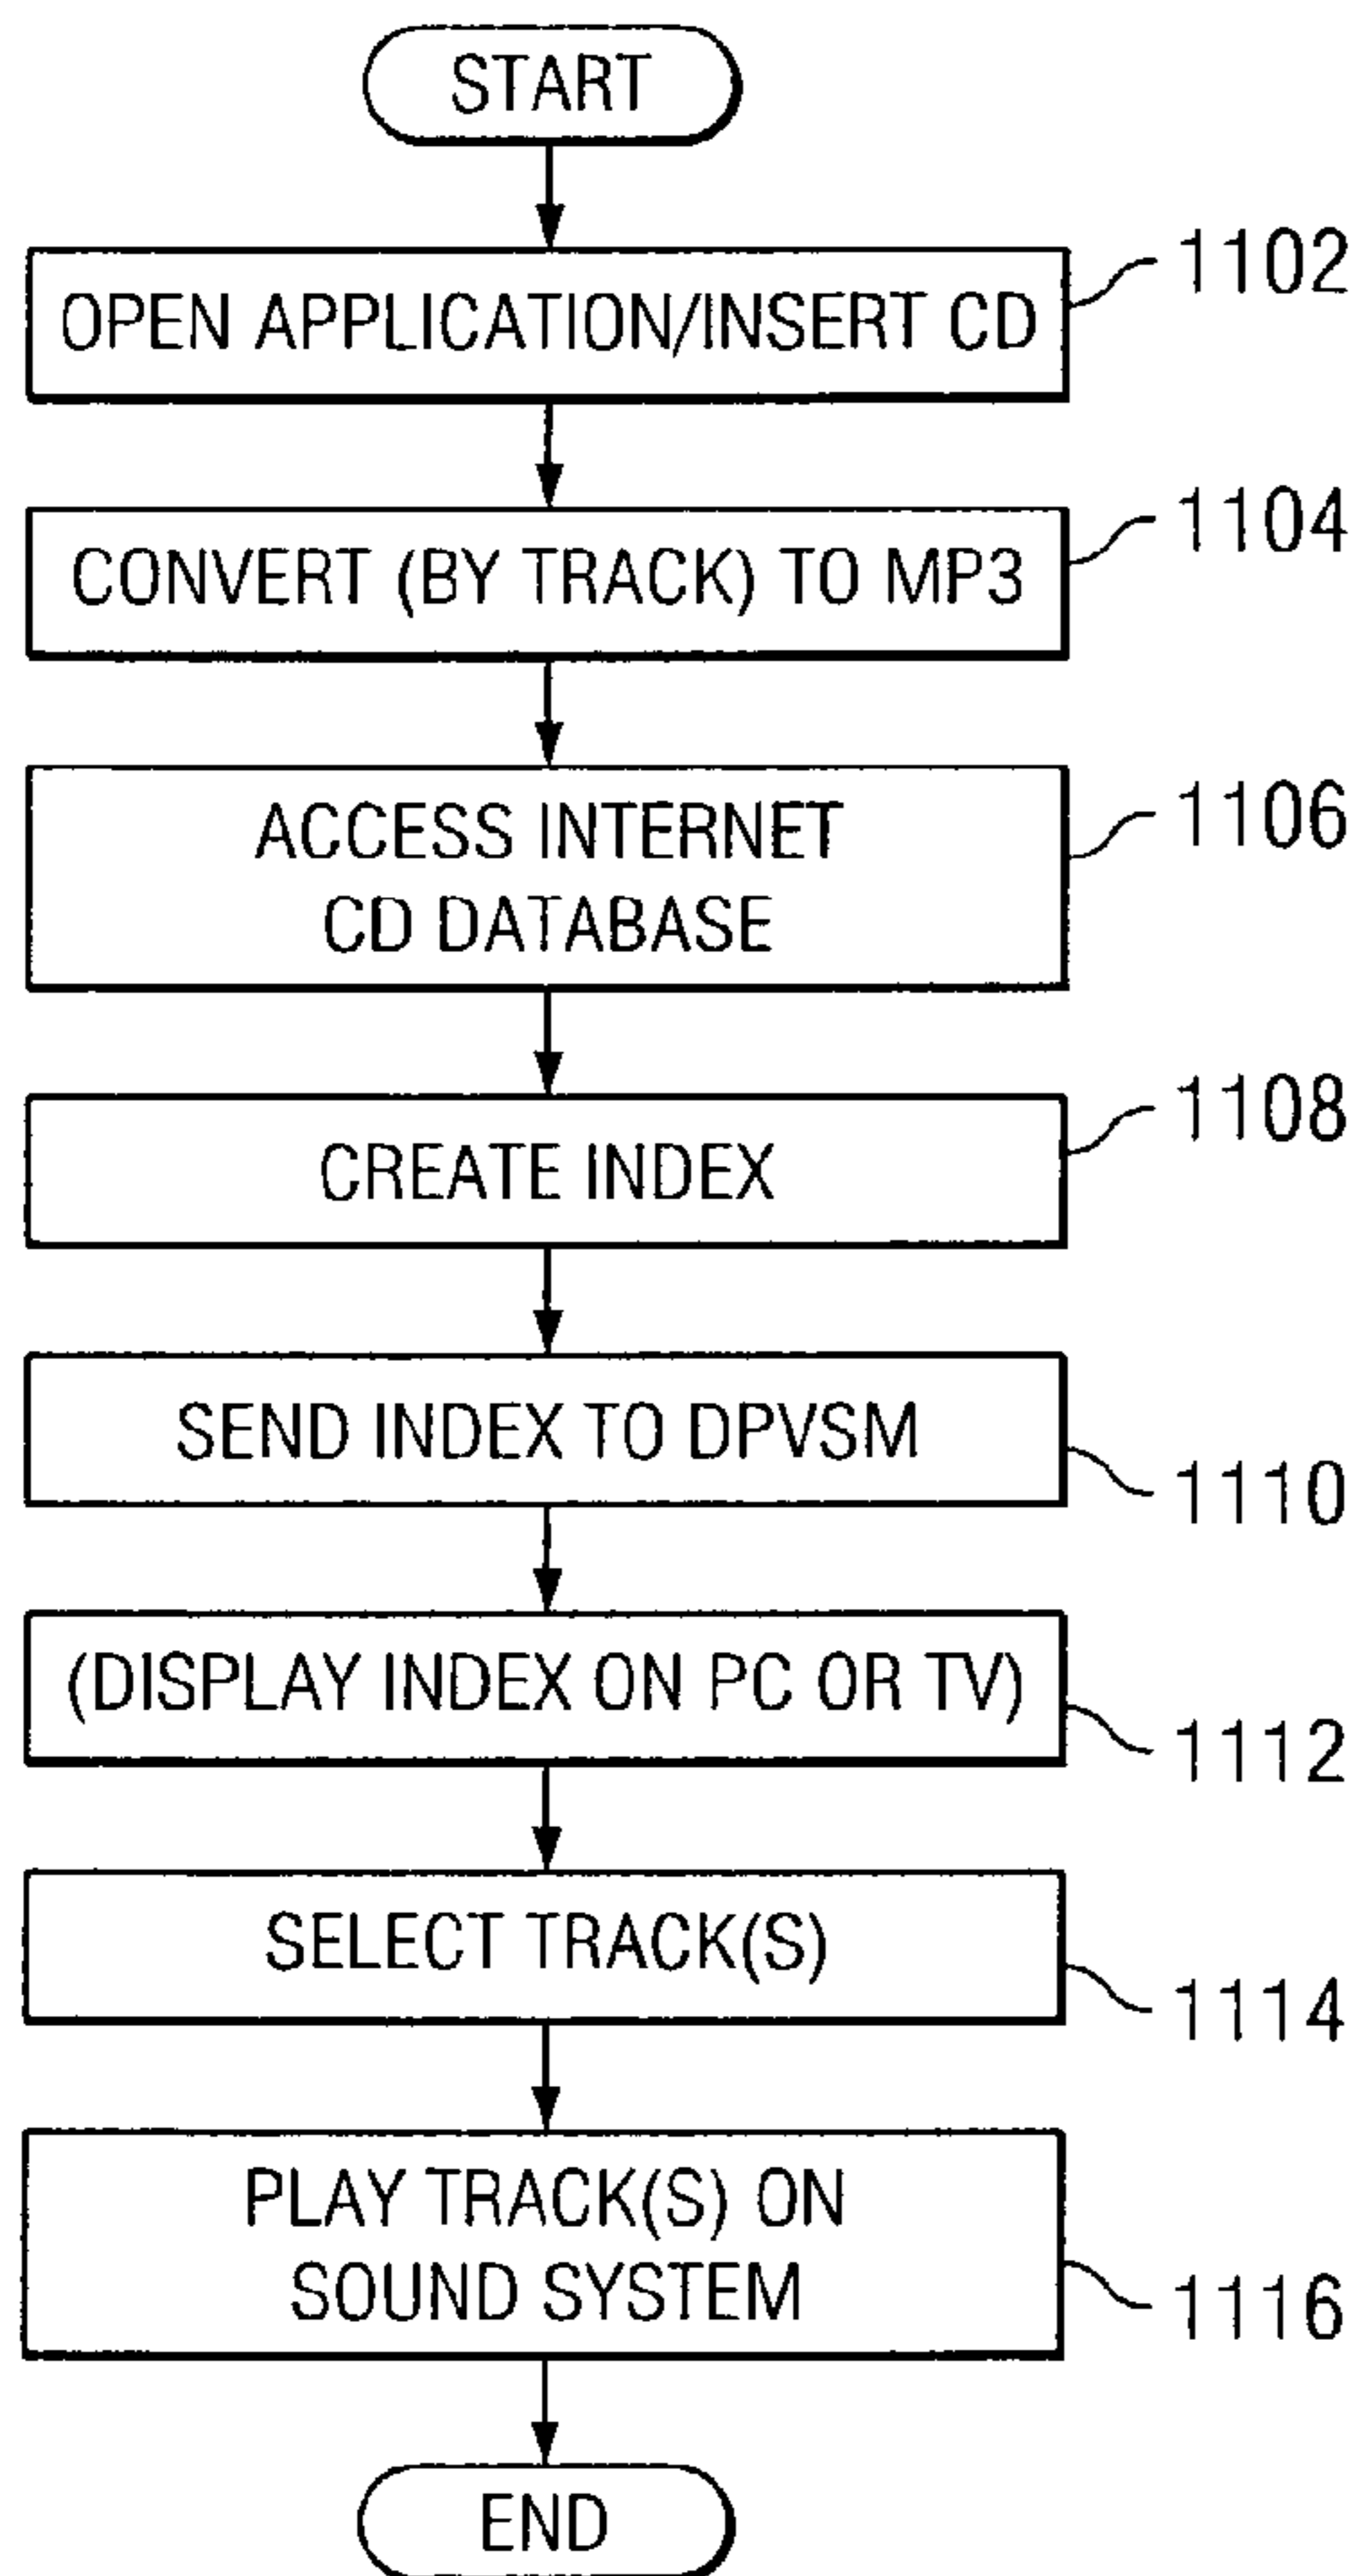 START
OPEN APPLICATION/INSERT CD
1102
CONVERT (BY TRACK) TO MP3
1104
ACCESS INTERNET
CD DATABASE
1106
CREATE INDEX
1108
SEND INDEX TO DPVSM
1110
(DISPLAY INDEX ON PC OR TV)
1112
SELECT TRACK(S)
1114
PLAY TRACK(S) ON
SOUND SYSTEM
1116
END